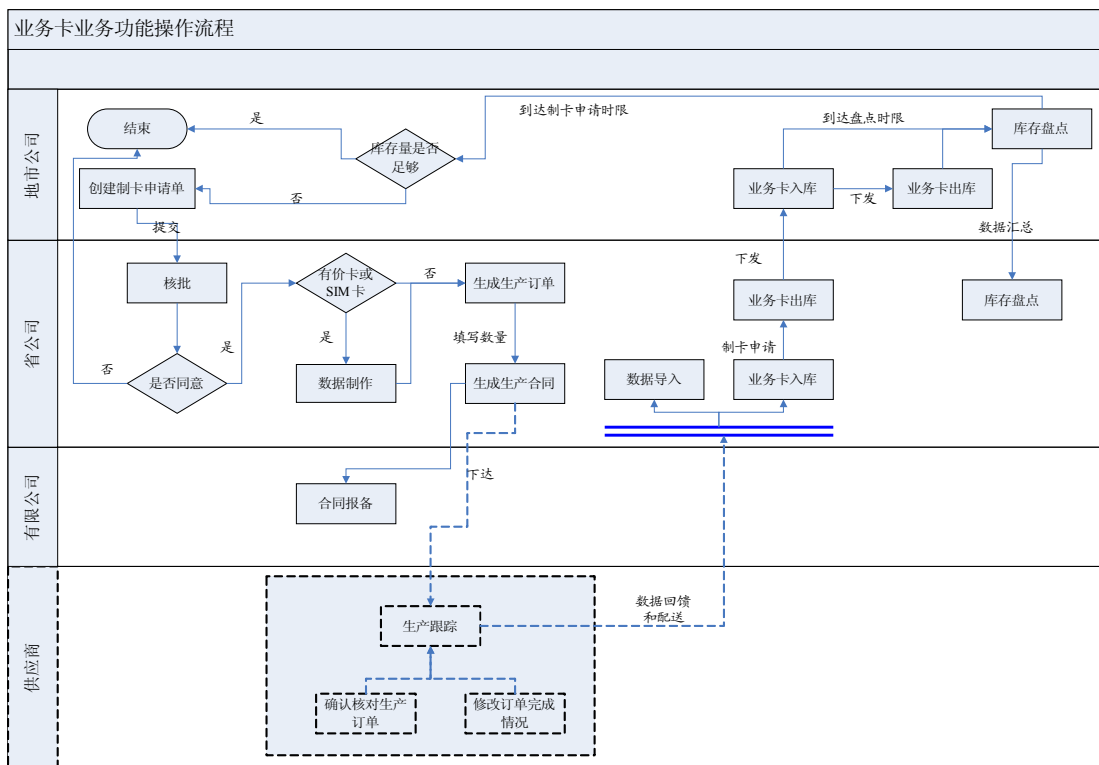 业务卡业务功能操作流程
地市公司
结束
是
库存量是否
足够
到达制卡申请时限
到达盘点时限
库存盘点
创建制卡申请单
否
业务卡入库
下发
业务卡出库
提交
数据汇总
省公司
核批
有价卡或
SIM卡
否
生成生产订单
下发
业务卡出库
库存盘点
是
是
填写数量
制卡申请
否
是否同意
数据制作
生成生产合同
数据导入
业务卡入库
有限公司
下达
合同报备
供应商
生产跟踪
数据回馈
和配送
确认核对生产
订单
修改订单完成
情况